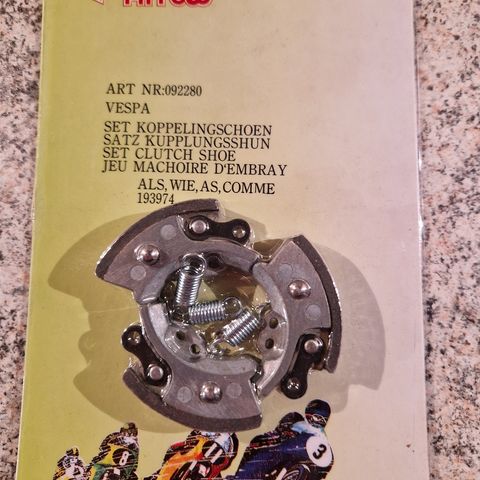 ART NR:092280
VESPA
SET KOPPELINGSCHOEN
SATZ KUPPLUNGSSHUN
SET CLUTCH SHOE
JEU MACHOIRE D'EMBRAY
ALS, WIE, AS, COMME
193974
3